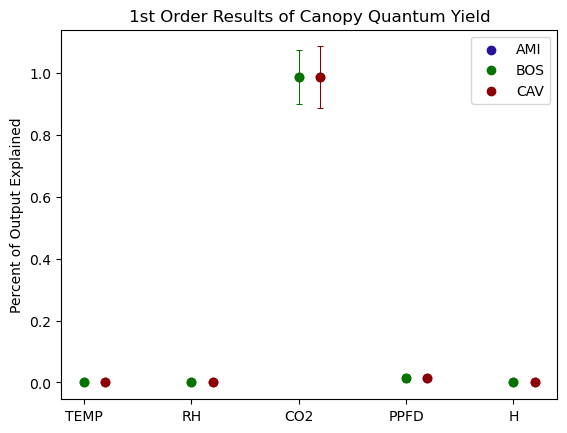 1st Order Results of Canopy Quantum Yield
Percent of Output Explained
1.0
0.8
0.6
0.4
0.2
0.0
AMI
BOS
CAV
TEMP RH CO2 PPFD H